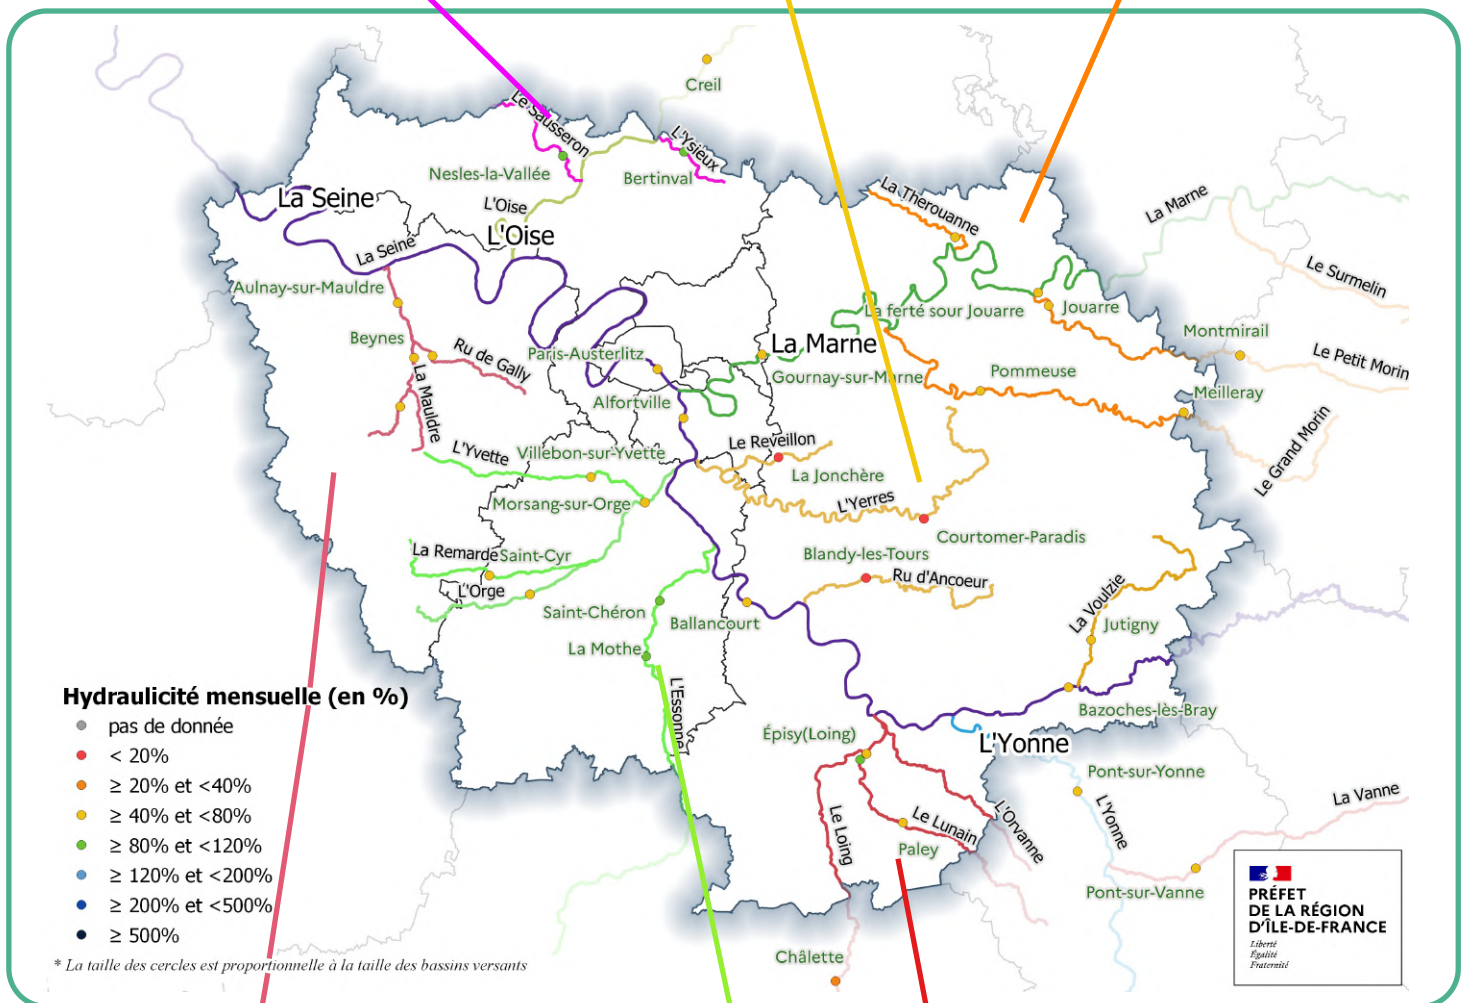 Creil
Le Sausseron
L'Ysieux
Nesles-la-Vallée
Bertinval
La Therouanne
La Marne
La Seine
L'Oise
L'Oise
La Seine
Le Surmelin
Aulnay-sur-Mauldre
La ferté sour Jouarre
Jouarre
Montmirail
Beynes
Ru de Gally
Paris-Austerlitz
La Marne
Le Petit Morin
Gournay-sur-Marne
Pommeuse
Meilleray
La Mauldre
Alfortville
Le Grand Morin
L'Yvette
Villebon-sur-Yvette
Le Reveillon
La Jonchère
Morsang-sur-Orge
L'Yerres
Courtomer-Paradis
La Remarde
Saint-Cyr
Blandy-les-Tours
Ru d'Ancoeur
L'Orge
Saint-Chéron
Ballancourt
La Voulzie
Jutigny
La Mothe
L'Essonne
Bazoches-lès-Bray
Épisy(Loing)
L'Yonne
Pont-sur-Yonne
L'Yonne
La Vanne
Le Loing
Le Lunain
L'Orvanne
Paley
Pont-sur-Vanne
Châlette
Hydraulicité mensuelle (en %)
pas de donnée
< 20%
≥ 20% et <40%
≥ 40% et <80%
≥ 80% et <120%
≥ 120% et <200%
≥ 200% et <500%
≥ 500%
* La taille des cercles est proportionnelle à la taille des bassins versants
PRÉFET
DE LA RÉGION
D'ÎLE-DE-FRANCE
Liberté
Égalité
Fraternité